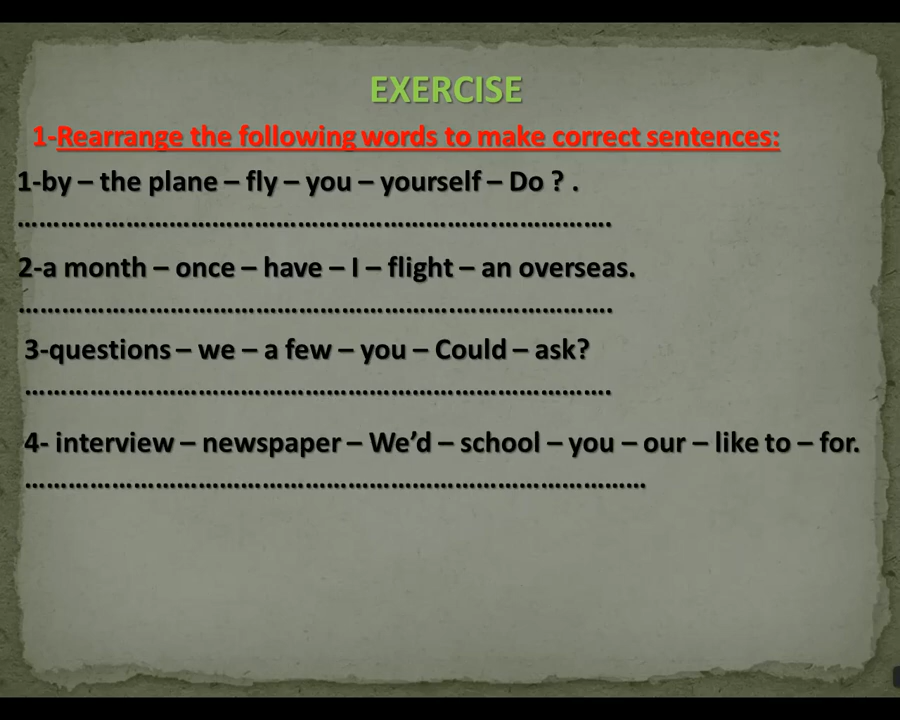 EXERCISE
1-Rearrange the following words to make correct sentences:
1-by – the plane – fly – you – yourself – Do ? .
……………………………………………………………………….
2-a month – once – have – I – flight – an overseas.
……………………………………………………………………….
3-questions – we – a few – you – Could – ask?
……………………………………………………………………….
4- interview – newspaper – We’d – school – you – our – like to – for.
……………………………………………………………………………